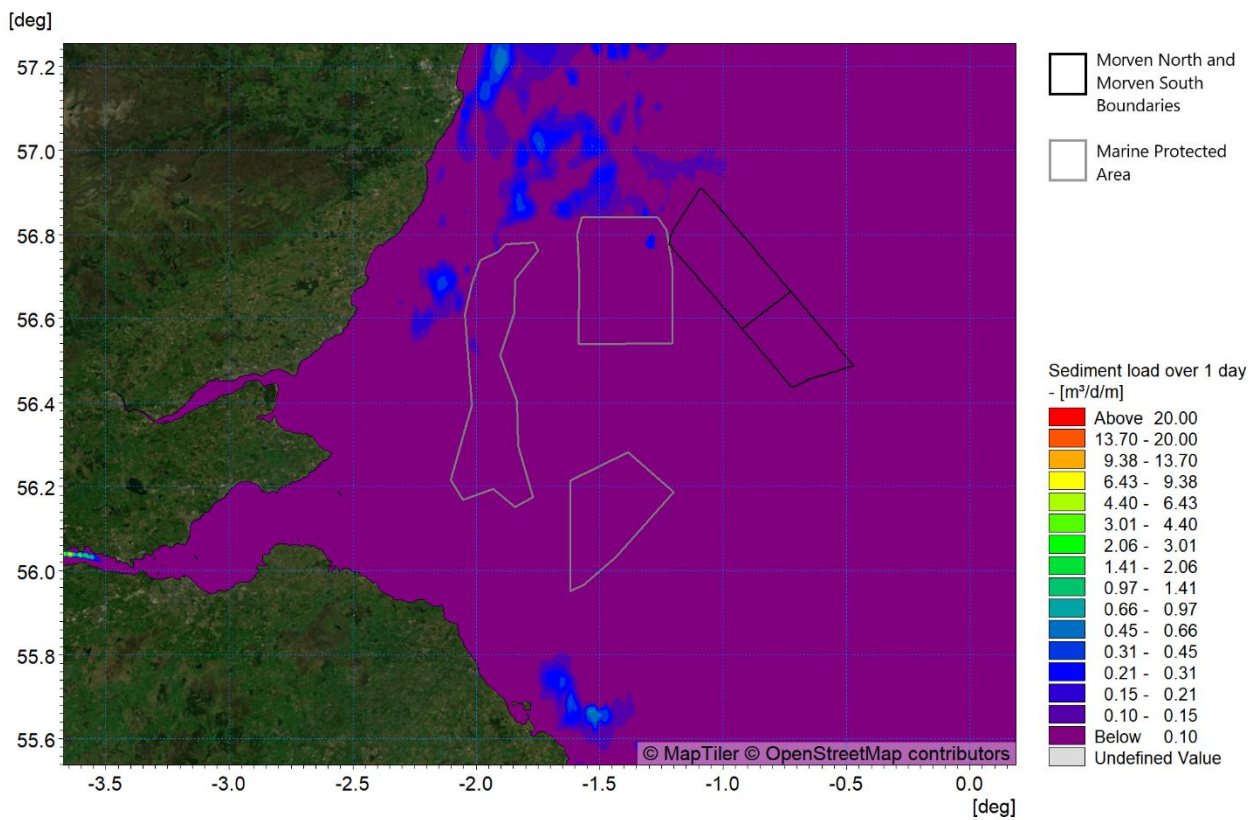 [deg]
57.2
57.0
56.8
56.6
56.4
56.2
56.0
55.8
55.6
-3.5 -3.0 -2.5 -2.0 -1.5 -1.0 -0.5 0.0
[deg]
© MapTiler © OpenStreetMap contributors
Morven North and
Morven South
Boundaries
Marine Protected
Area
Sediment load over 1 day
- [m³/d/m]
Above 20.00
13.70 - 20.00
9.38 - 13.70
6.43 - 9.38
4.40 - 6.43
3.01 - 4.40
2.06 - 3.01
1.41 - 2.06
0.97 - 1.41
0.66 - 0.97
0.45 - 0.66
0.31 - 0.45
0.21 - 0.31
0.15 - 0.21
0.10 - 0.15
Below 0.10
Undefined Value